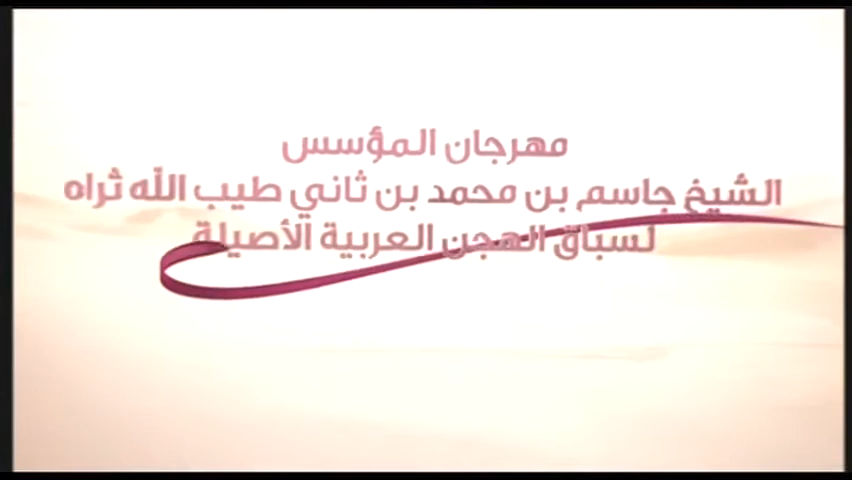 مهرجان المؤسس
الشيخ جاسم بن محمد بن ثاني طيب الله ثراه
لسباق الهجن العربية الأصيلة